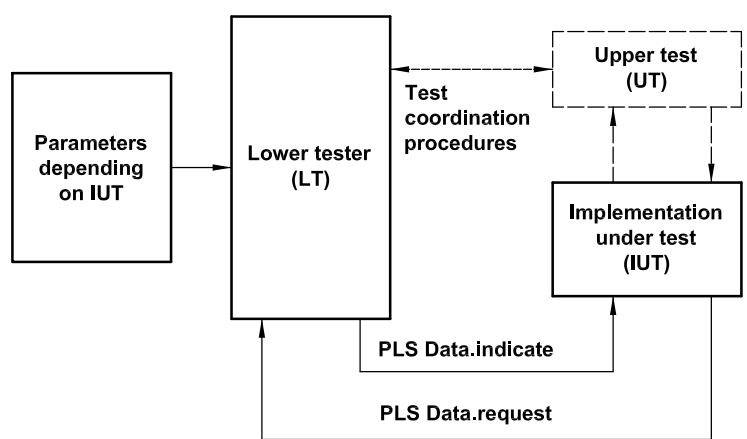 Parameters
depending
on IUT
Lower tester
(LT)
Test
coordination
procedures
Upper test
(UT)
Implementation
under test
(IUT)
PLS Data.indicate
PLS Data.request